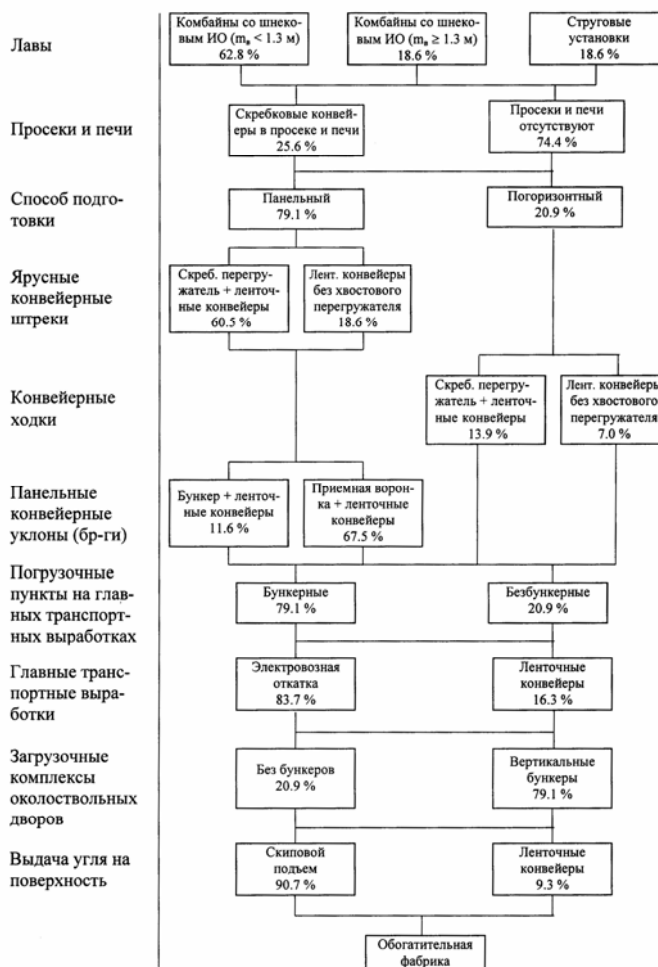 Лавы
Комбайны со шнеко-
вым ИО (mв < 1.3 м)
62.8 %
Комбайны со шнеко-
вым ИО (mв ≥ 1.3 м)
18.6 %
Струговые
установки
18.6 %
Просеки и печи
Скребковые конвей-
еры в просеке и печи
25.6 %
Просеки и печи
отсутствуют
74.4 %
Способ подго-
товки
Панельный
79.1 %
Погоризонтный
20.9 %
Ярусные
конвейерные
штреки
Скреб. перегру-
жатель + ленточ-
ные конвейеры
60.5 %
Лент. конвейеры
без хвостового
перегружателя
18.6 %
Конвейерные
ходки
Скреб. перегру-
жатель + ленточ-
ные конвейеры
13.9 %
Лент. конвейеры
без хвостового
перегружателя
7.0 %
Панельные
конвейерные
уклоны (бр-ги)
Бункер + ленточ-
ные конвейеры
11.6 %
Приемная ворон-
ка + ленточные
конвейеры
67.5 %
Погрузочные
пункты на глав-
ных транспорт-
ных выработках
Бункерные
79.1 %
Безбункерные
20.9 %
Главные транс-
портные выра-
ботки
Электровозная
откатка
83.7 %
Ленточные
конвейеры
16.3 %
Загрузочные
комплексы
околоствольных
дворов
Без бункеров
20.9 %
Вертикальные
бункеры
79.1 %
Выдача угля на
поверхность
Скиповой
подъем
90.7 %
Ленточные
конвейеры
9.3 %
Обогатительная
фабрика